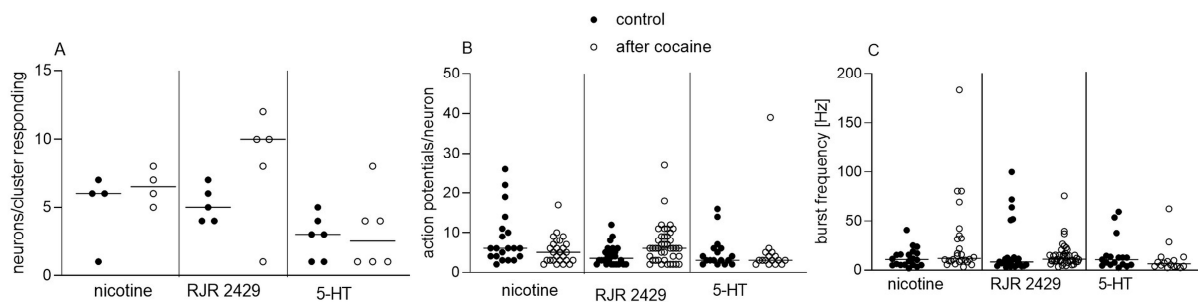 control
after cocaine
A
neurons/cluster responding
15
10
5
0
nicotine
RJR 2429
5-HT
B
action potentials/neuron
50
40
30
20
10
0
nicotine
RJR 2429
5-HT
C
burst frequency [Hz]
200
150
100
50
0
nicotine
RJR 2429
5-HT